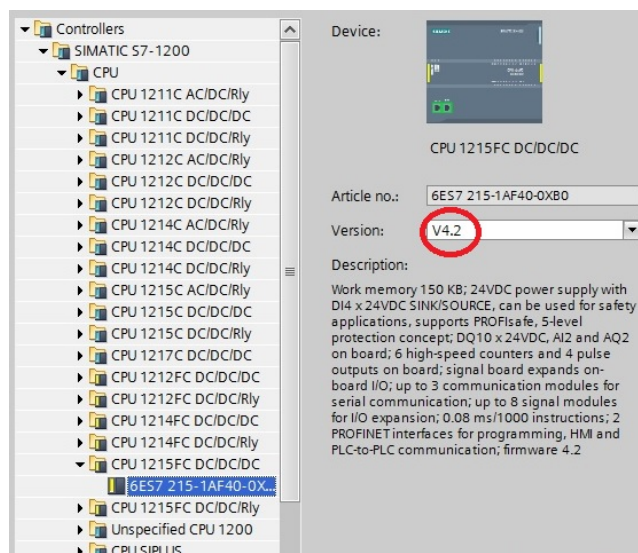 Controllers
SIMATIC S7-1200
CPU
CPU 1211C AC/DC/Rly
CPU 1211C DC/DC/DC
CPU 1211C DC/DC/Rly
CPU 1212C AC/DC/Rly
CPU 1212C DC/DC/DC
CPU 1212C DC/DC/Rly
CPU 1214C AC/DC/Rly
CPU 1214C DC/DC/DC
CPU 1214C DC/DC/Rly
CPU 1215C AC/DC/Rly
CPU 1215C DC/DC/DC
CPU 1215C DC/DC/Rly
CPU 1217C DC/DC/DC
CPU 1212FC DC/DC/DC
CPU 1212FC DC/DC/Rly
CPU 1214FC DC/DC/DC
CPU 1214FC DC/DC/Rly
CPU 1215FC DC/DC/DC
6ES7 215-1AF40-0X...
CPU 1215FC DC/DC/Rly
Unspecified CPU 1200
CPU SIPLUS
Device:
CPU 1215FC DC/DC/DC
Article no.: 6ES7 215-1AF40-0XB0
Version: V4.2
Description:
Work memory 150 KB; 24VDC power supply with
DI4 x 24VDC SINK/SOURCE, can be used for safety
applications, supports PROFIsafe, 5-level
protection concept; DQ10 x 24VDC, AI2 and AQ2
on board; 6 high-speed counters and 4 pulse
outputs on board; signal board expands on-
board I/O; up to 3 communication modules for
serial communication; up to 8 signal modules
for I/O expansion; 0.08 ms/1000 instructions; 2
PROFINET interfaces for programming, HMI and
PLC-to-PLC communication; firmware 4.2